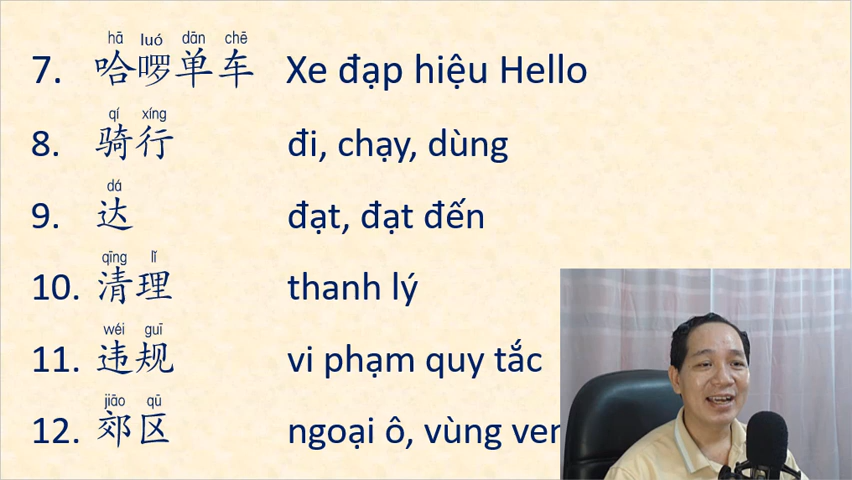 hā luó dān chē
7. 哈啰单车 Xe đạp hiệu Hello
qí xíng
8. 骑行 đi, chạy, dùng
dá
9. 达 đạt, đạt đến
qīng lǐ
10. 清理 thanh lý
wéi guī
11. 违规 vi phạm quy tắc
jiāo qū
12. 郊区 ngoại ô, vùng ven